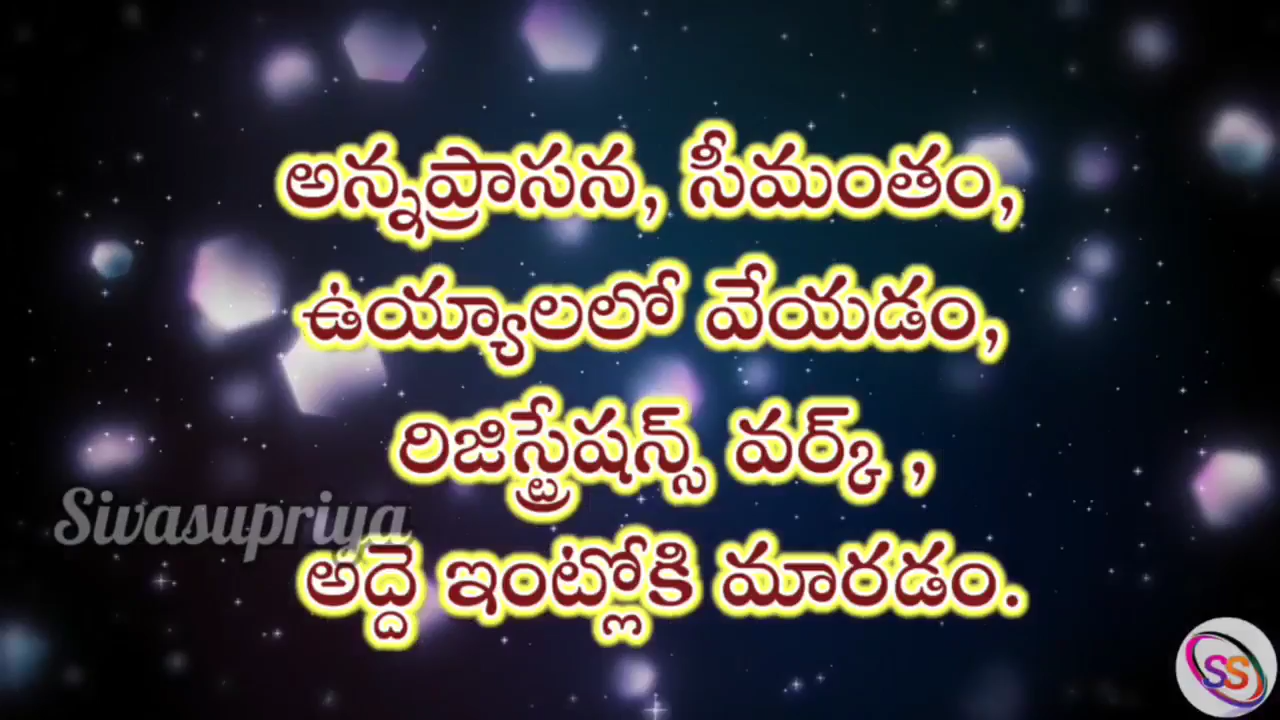 అన్నప్రాసన, సీమంతం,
ఉయ్యాలలో వేయడం,
రిజిస్ట్రేషన్స్ వర్క్ ,
Sivasupriya
అద్దె ఇంట్లోకి మారడం.
SS